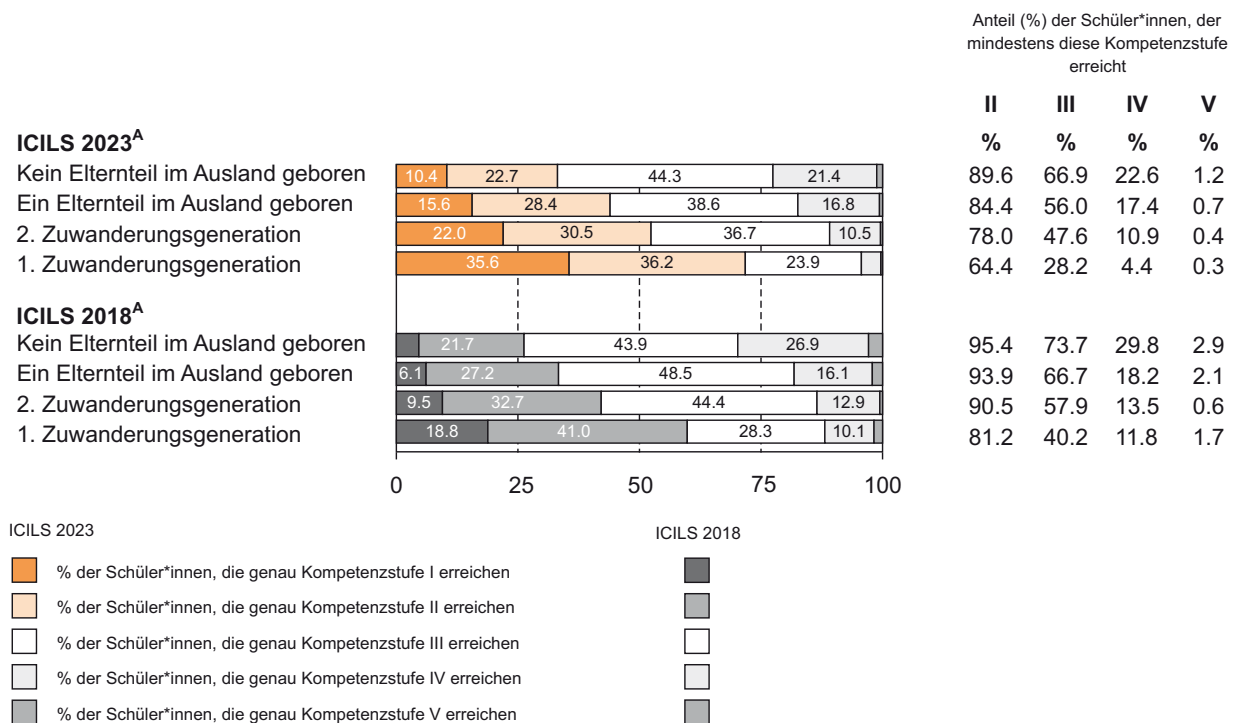 Anteil (%) der Schüler*innen, der
mindestens diese Kompetenzstufe
erreicht
II III IV V
ICILS 2023A % % % %
Kein Elternteil im Ausland geboren 10.4 22.7 44.3 21.4 89.6 66.9 22.6 1.2
Ein Elternteil im Ausland geboren 15.6 28.4 38.6 16.8 84.4 56.0 17.4 0.7
2. Zuwanderungsgeneration 22.0 30.5 36.7 10.5 78.0 47.6 10.9 0.4
1. Zuwanderungsgeneration 35.6 36.2 23.9 64.4 28.2 4.4 0.3
ICILS 2018A
Kein Elternteil im Ausland geboren 21.7 43.9 26.9 95.4 73.7 29.8 2.9
Ein Elternteil im Ausland geboren 6.1 27.2 48.5 16.1 93.9 66.7 18.2 2.1
2. Zuwanderungsgeneration 9.5 32.7 44.4 12.9 90.5 57.9 13.5 0.6
1. Zuwanderungsgeneration 18.8 41.0 28.3 10.1 81.2 40.2 11.8 1.7
0 25 50 75 100
ICILS 2023 ICILS 2018
% der Schüler*innen, die genau Kompetenzstufe I erreichen
% der Schüler*innen, die genau Kompetenzstufe II erreichen
% der Schüler*innen, die genau Kompetenzstufe III erreichen
% der Schüler*innen, die genau Kompetenzstufe IV erreichen
% der Schüler*innen, die genau Kompetenzstufe V erreichen